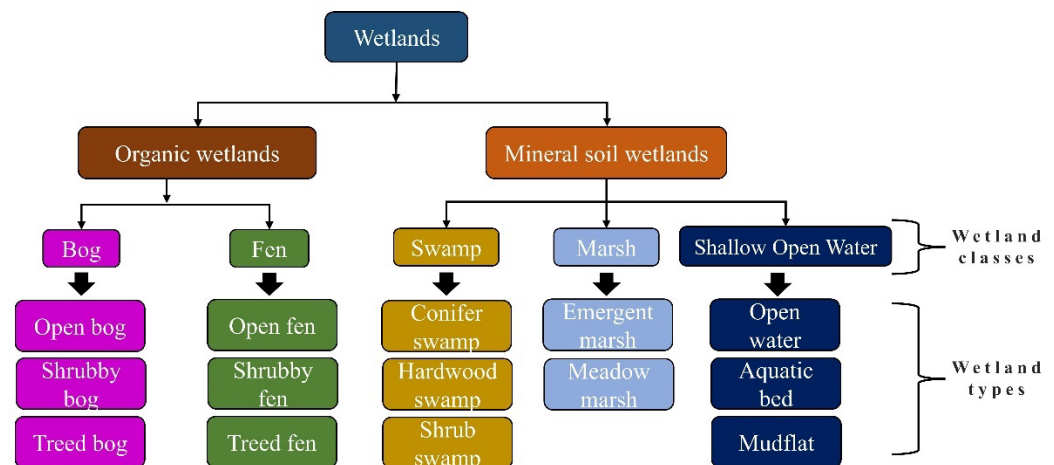 Wetlands
Organic wetlands
Mineral soil wetlands
Bog
Fen
Swamp
Marsh
Shallow Open Water
Wetland
classes
Open bog
Open fen
Conifer
swamp
Emergent
marsh
Open
water
Shrubby
bog
Shrubby
fen
Hardwood
swamp
Meadow
marsh
Aquatic
bed
Wetland
types
Treed bog
Treed fen
Shrub
swamp
Mudflat